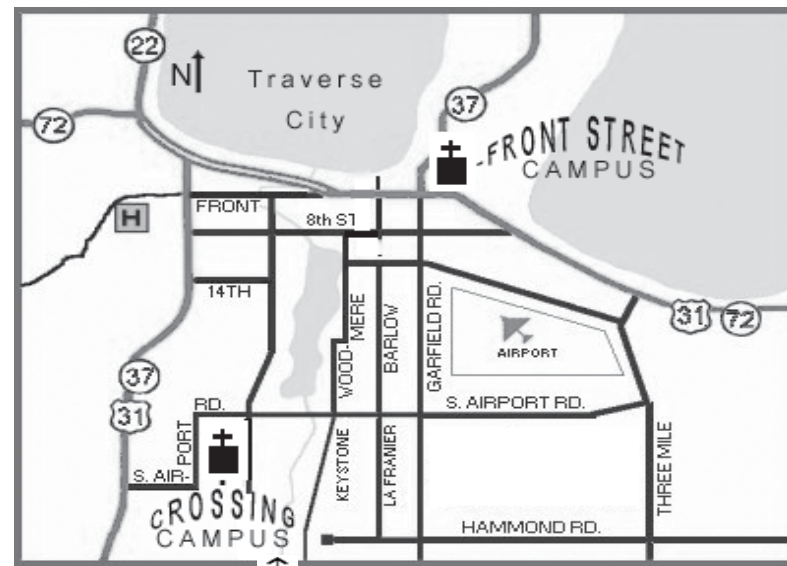 22
N
Traverse
City
72
37
FRONT STREET
CAMPUS
FRONT
H
8th ST
14TH
WOOD-
MERE
BARLOW
GARFIELD RD.
AIRPORT
31 72
37
31
S. AIR-
PORT
RD.
S. AIRPORT RD.
KEYSTONE
LA FRANIER
THREE MILE
CROSSING
CAMPUS
HAMMOND RD.